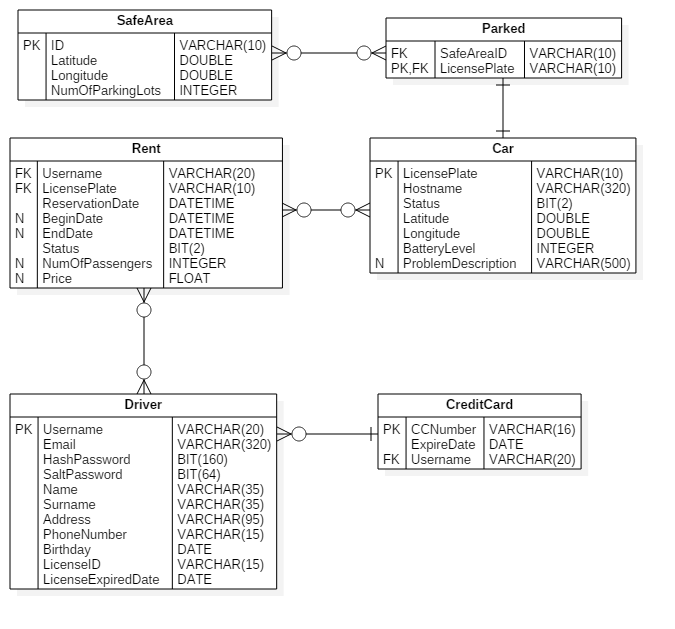 SafeArea
PK ID VARCHAR(10)
Latitude DOUBLE
Longitude DOUBLE
NumOfParkingLots INTEGER
Parked
FK SafeAreaID VARCHAR(10)
PK,FK LicensePlate VARCHAR(10)
Rent
FK Username VARCHAR(20)
FK LicensePlate VARCHAR(10)
ReservationDate DATETIME
N BeginDate DATETIME
N EndDate DATETIME
Status BIT(2)
N NumOfPassengers INTEGER
N Price FLOAT
Car
PK LicensePlate VARCHAR(10)
Hostname VARCHAR(320)
Status BIT(2)
Latitude DOUBLE
Longitude DOUBLE
BatteryLevel INTEGER
N ProblemDescription VARCHAR(500)
Driver
PK Username VARCHAR(20)
Email VARCHAR(320)
HashPassword BIT(160)
SaltPassword BIT(64)
Name VARCHAR(35)
Surname VARCHAR(35)
Address VARCHAR(95)
PhoneNumber VARCHAR(15)
Birthday DATE
LicenseID VARCHAR(15)
LicenseExpiredDate DATE
CreditCard
PK CCNumber VARCHAR(16)
ExpireDate DATE
FK Username VARCHAR(20)